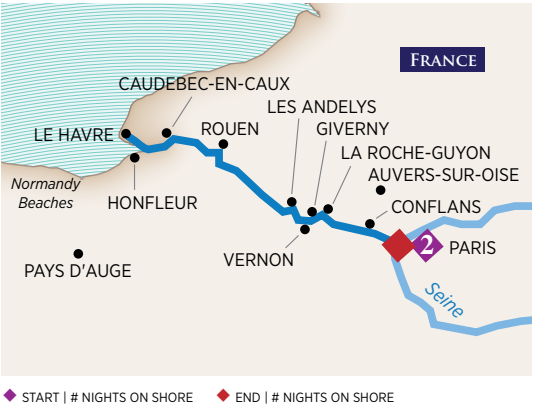 FRANCE
CAUDEBEC-EN-CAUX
LES ANDELYS
LE HAVRE
ROUEN
GIVERNY
LA ROCHE-GUYON
AUVERS-SUR-OISE
Normandy
Beaches
HONFLEUR
CONFLANS
VERNON
2
PARIS
PAYS D'AUGE
Seine
START | # NIGHTS ON SHORE
END | # NIGHTS ON SHORE